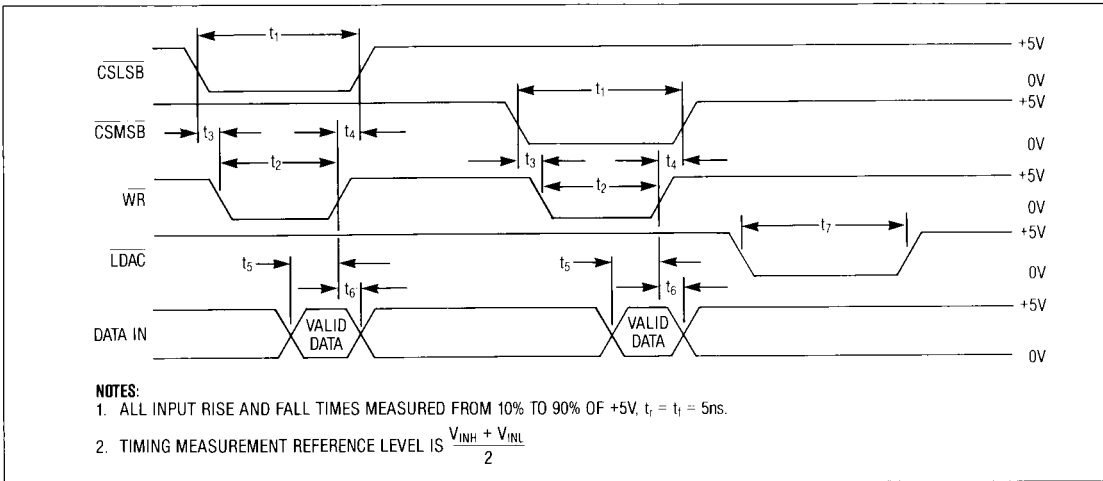 t₁
+5V
CSLSB
0V
t₁
+5V
CSMSB
t₃
t₄
0V
t₂
t₃
t₄
+5V
WR
t₂
0V
+5V
t₇
LDAC
t₅
t₅
0V
t₆
t₆
+5V
DATA IN
VALID DATA
VALID DATA
0V
NOTES:
1. ALL INPUT RISE AND FALL TIMES MEASURED FROM 10% TO 90% OF +5V, tᵣ = t_f = 5ns.
2. TIMING MEASUREMENT REFERENCE LEVEL IS (V_INH + V_INL) / 2